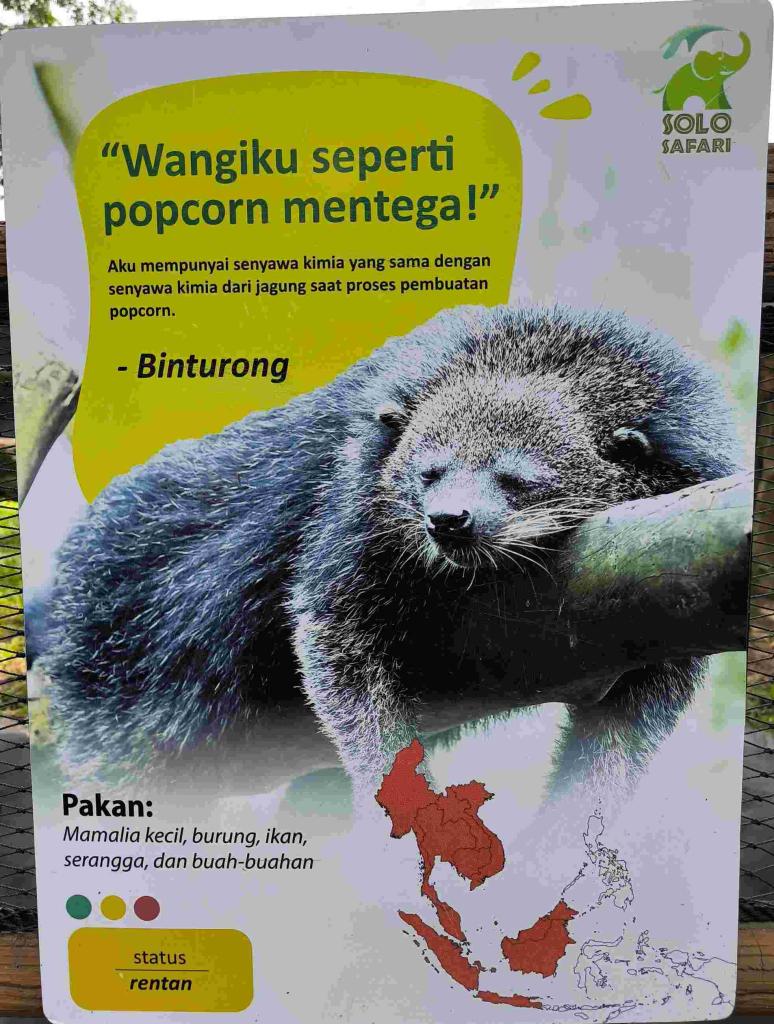 SOLO
SAFARI
“Wangiku seperti
popcorn mentega!”
Aku mempunyai senyawa kimia yang sama dengan
senyawa kimia dari jagung saat proses pembuatan
popcorn.
- Binturong
Pakan:
Mamalia kecil, burung, ikan,
serangga, dan buah-buahan
status
rentan